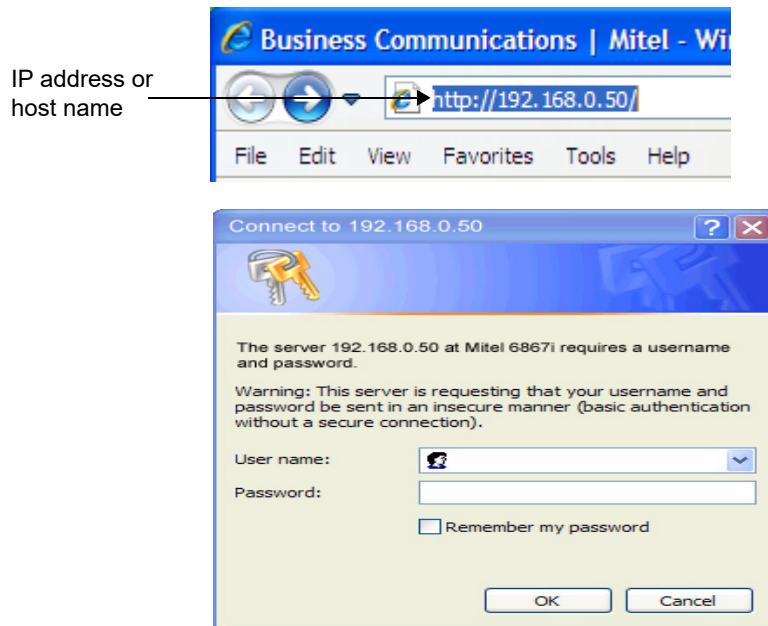 Business Communications | Mitel - Wi
IP address or
host name
http://192.168.0.50/
File Edit View Favorites Tools Help
Connect to 192.168.0.50
The server 192.168.0.50 at Mitel 6867i requires a username
and password.
Warning: This server is requesting that your username and
password be sent in an insecure manner (basic authentication
without a secure connection).
User name:
Password:
Remember my password
OK Cancel